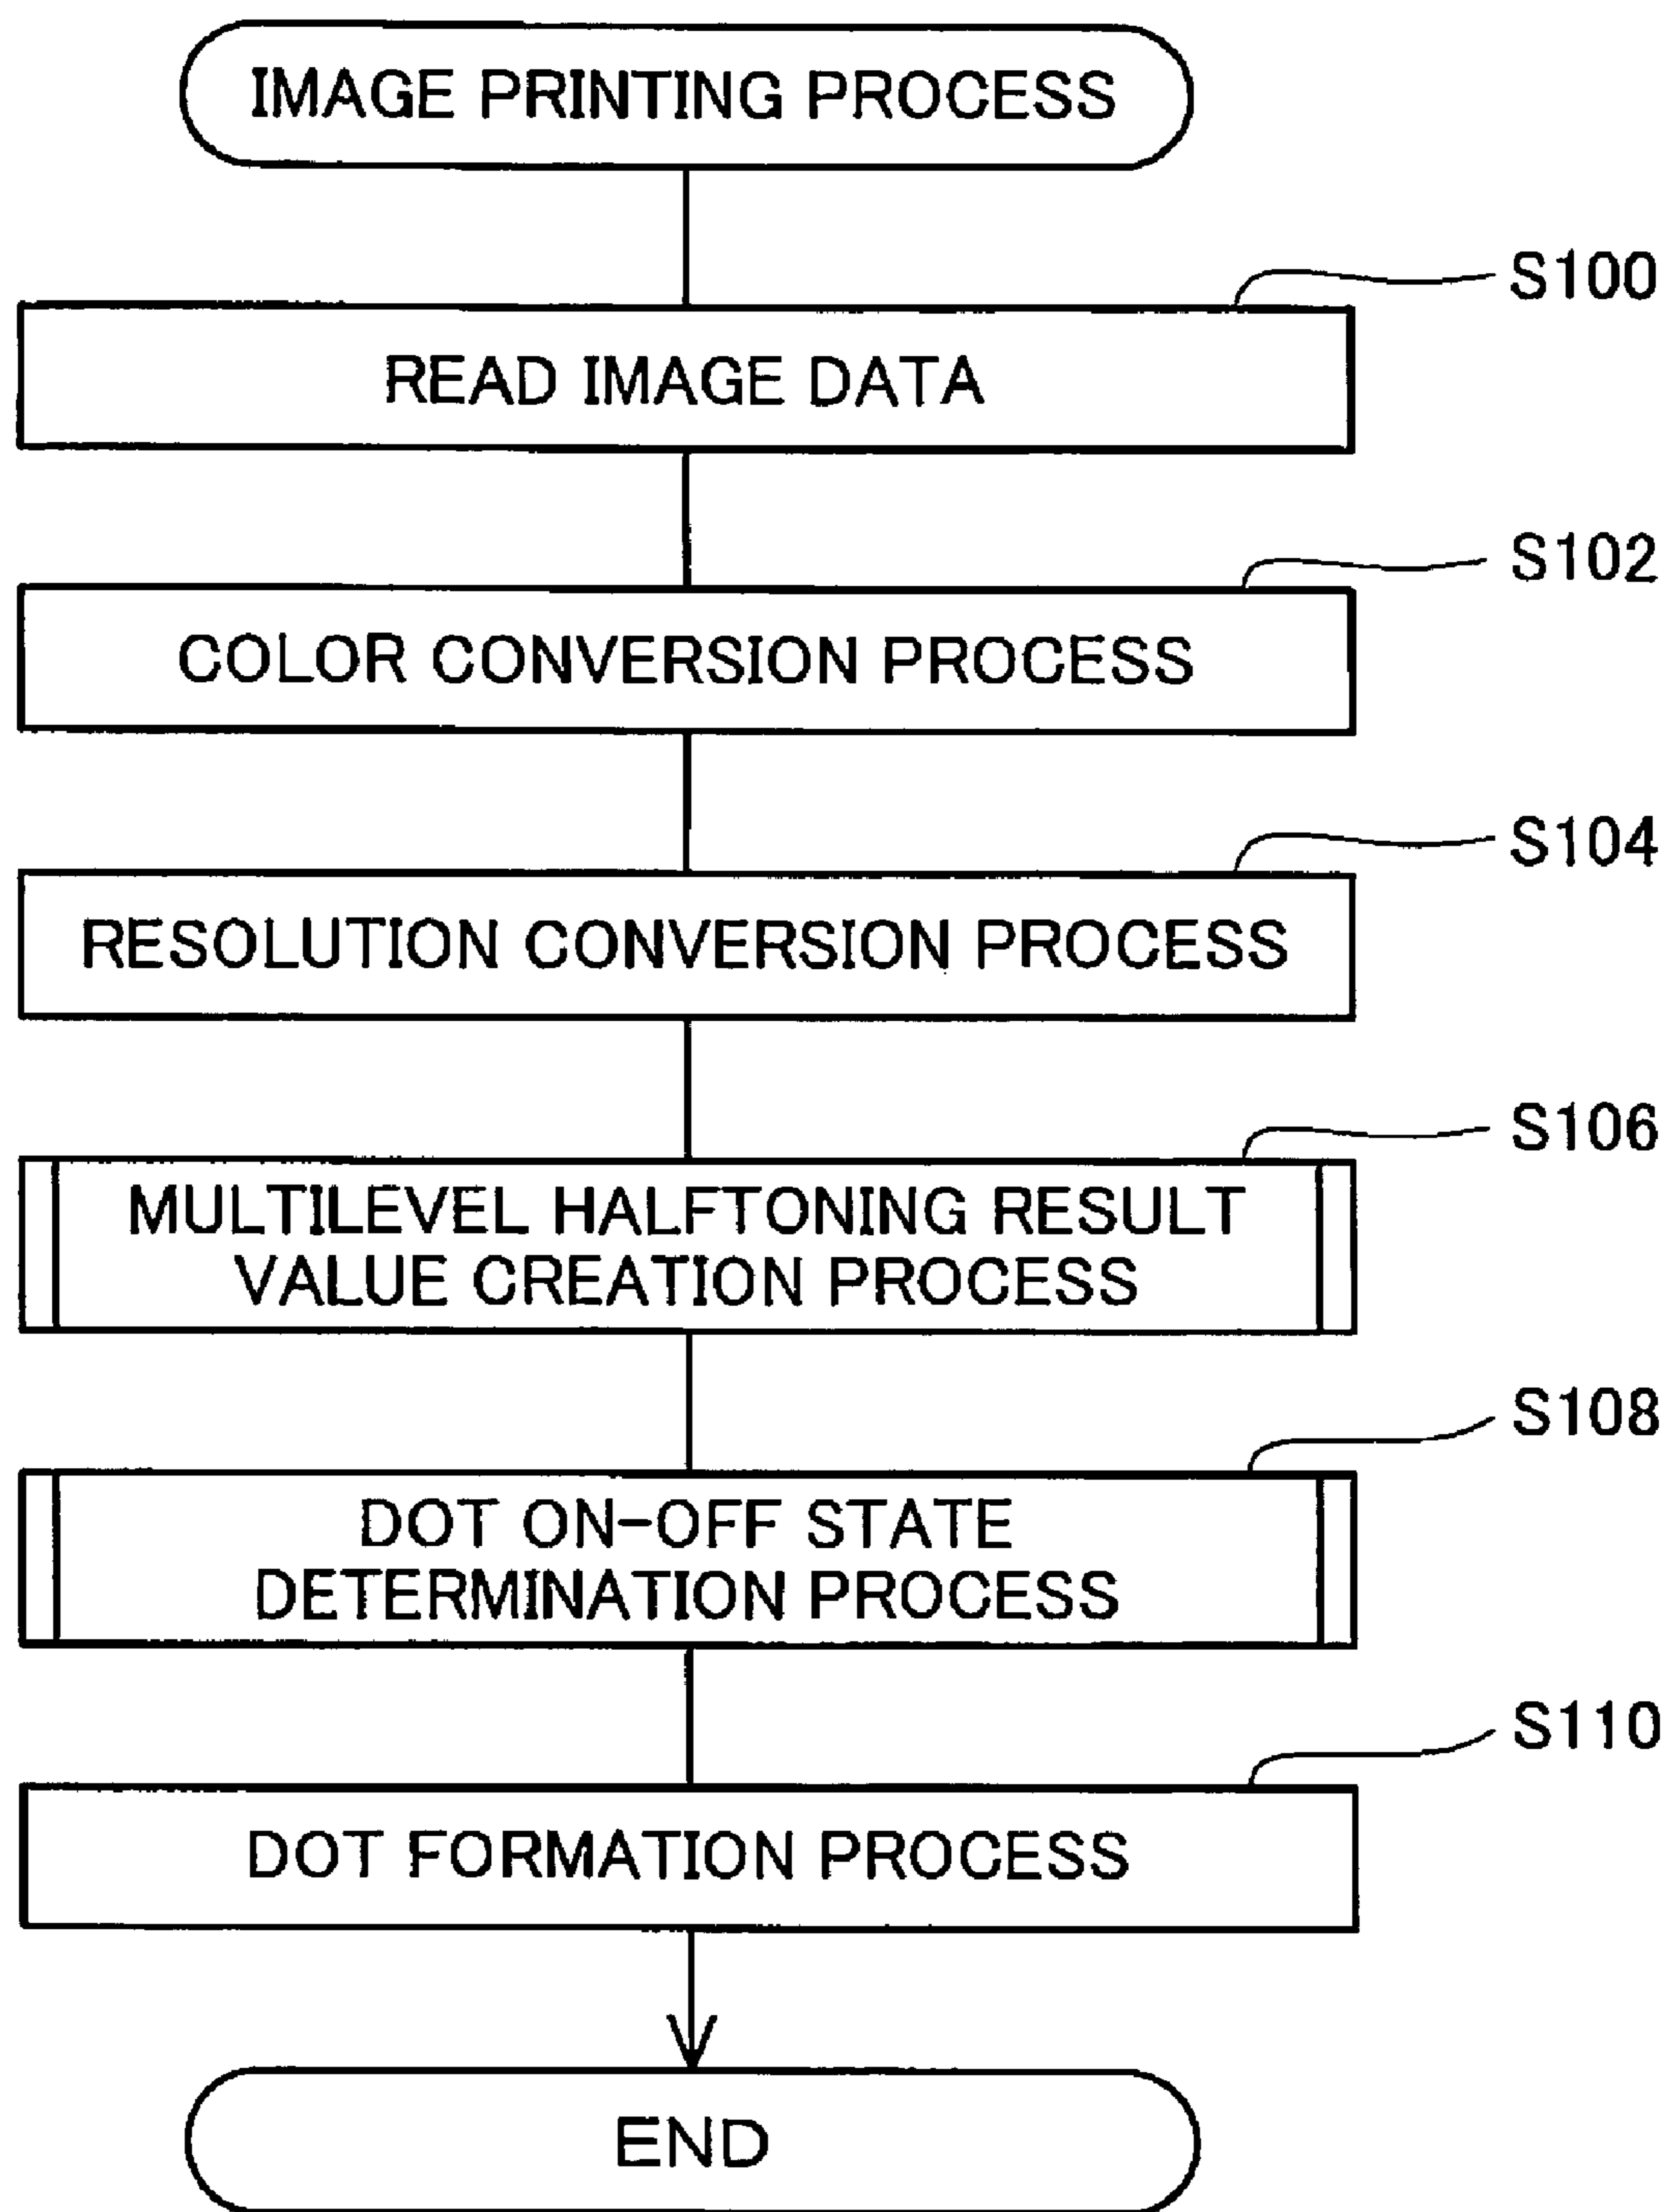 IMAGE PRINTING PROCESS
S100
READ IMAGE DATA
S102
COLOR CONVERSION PROCESS
S104
RESOLUTION CONVERSION PROCESS
S106
MULTILEVEL HALFTONING RESULT
VALUE CREATION PROCESS
S108
DOT ON-OFF STATE
DETERMINATION PROCESS
S110
DOT FORMATION PROCESS
END